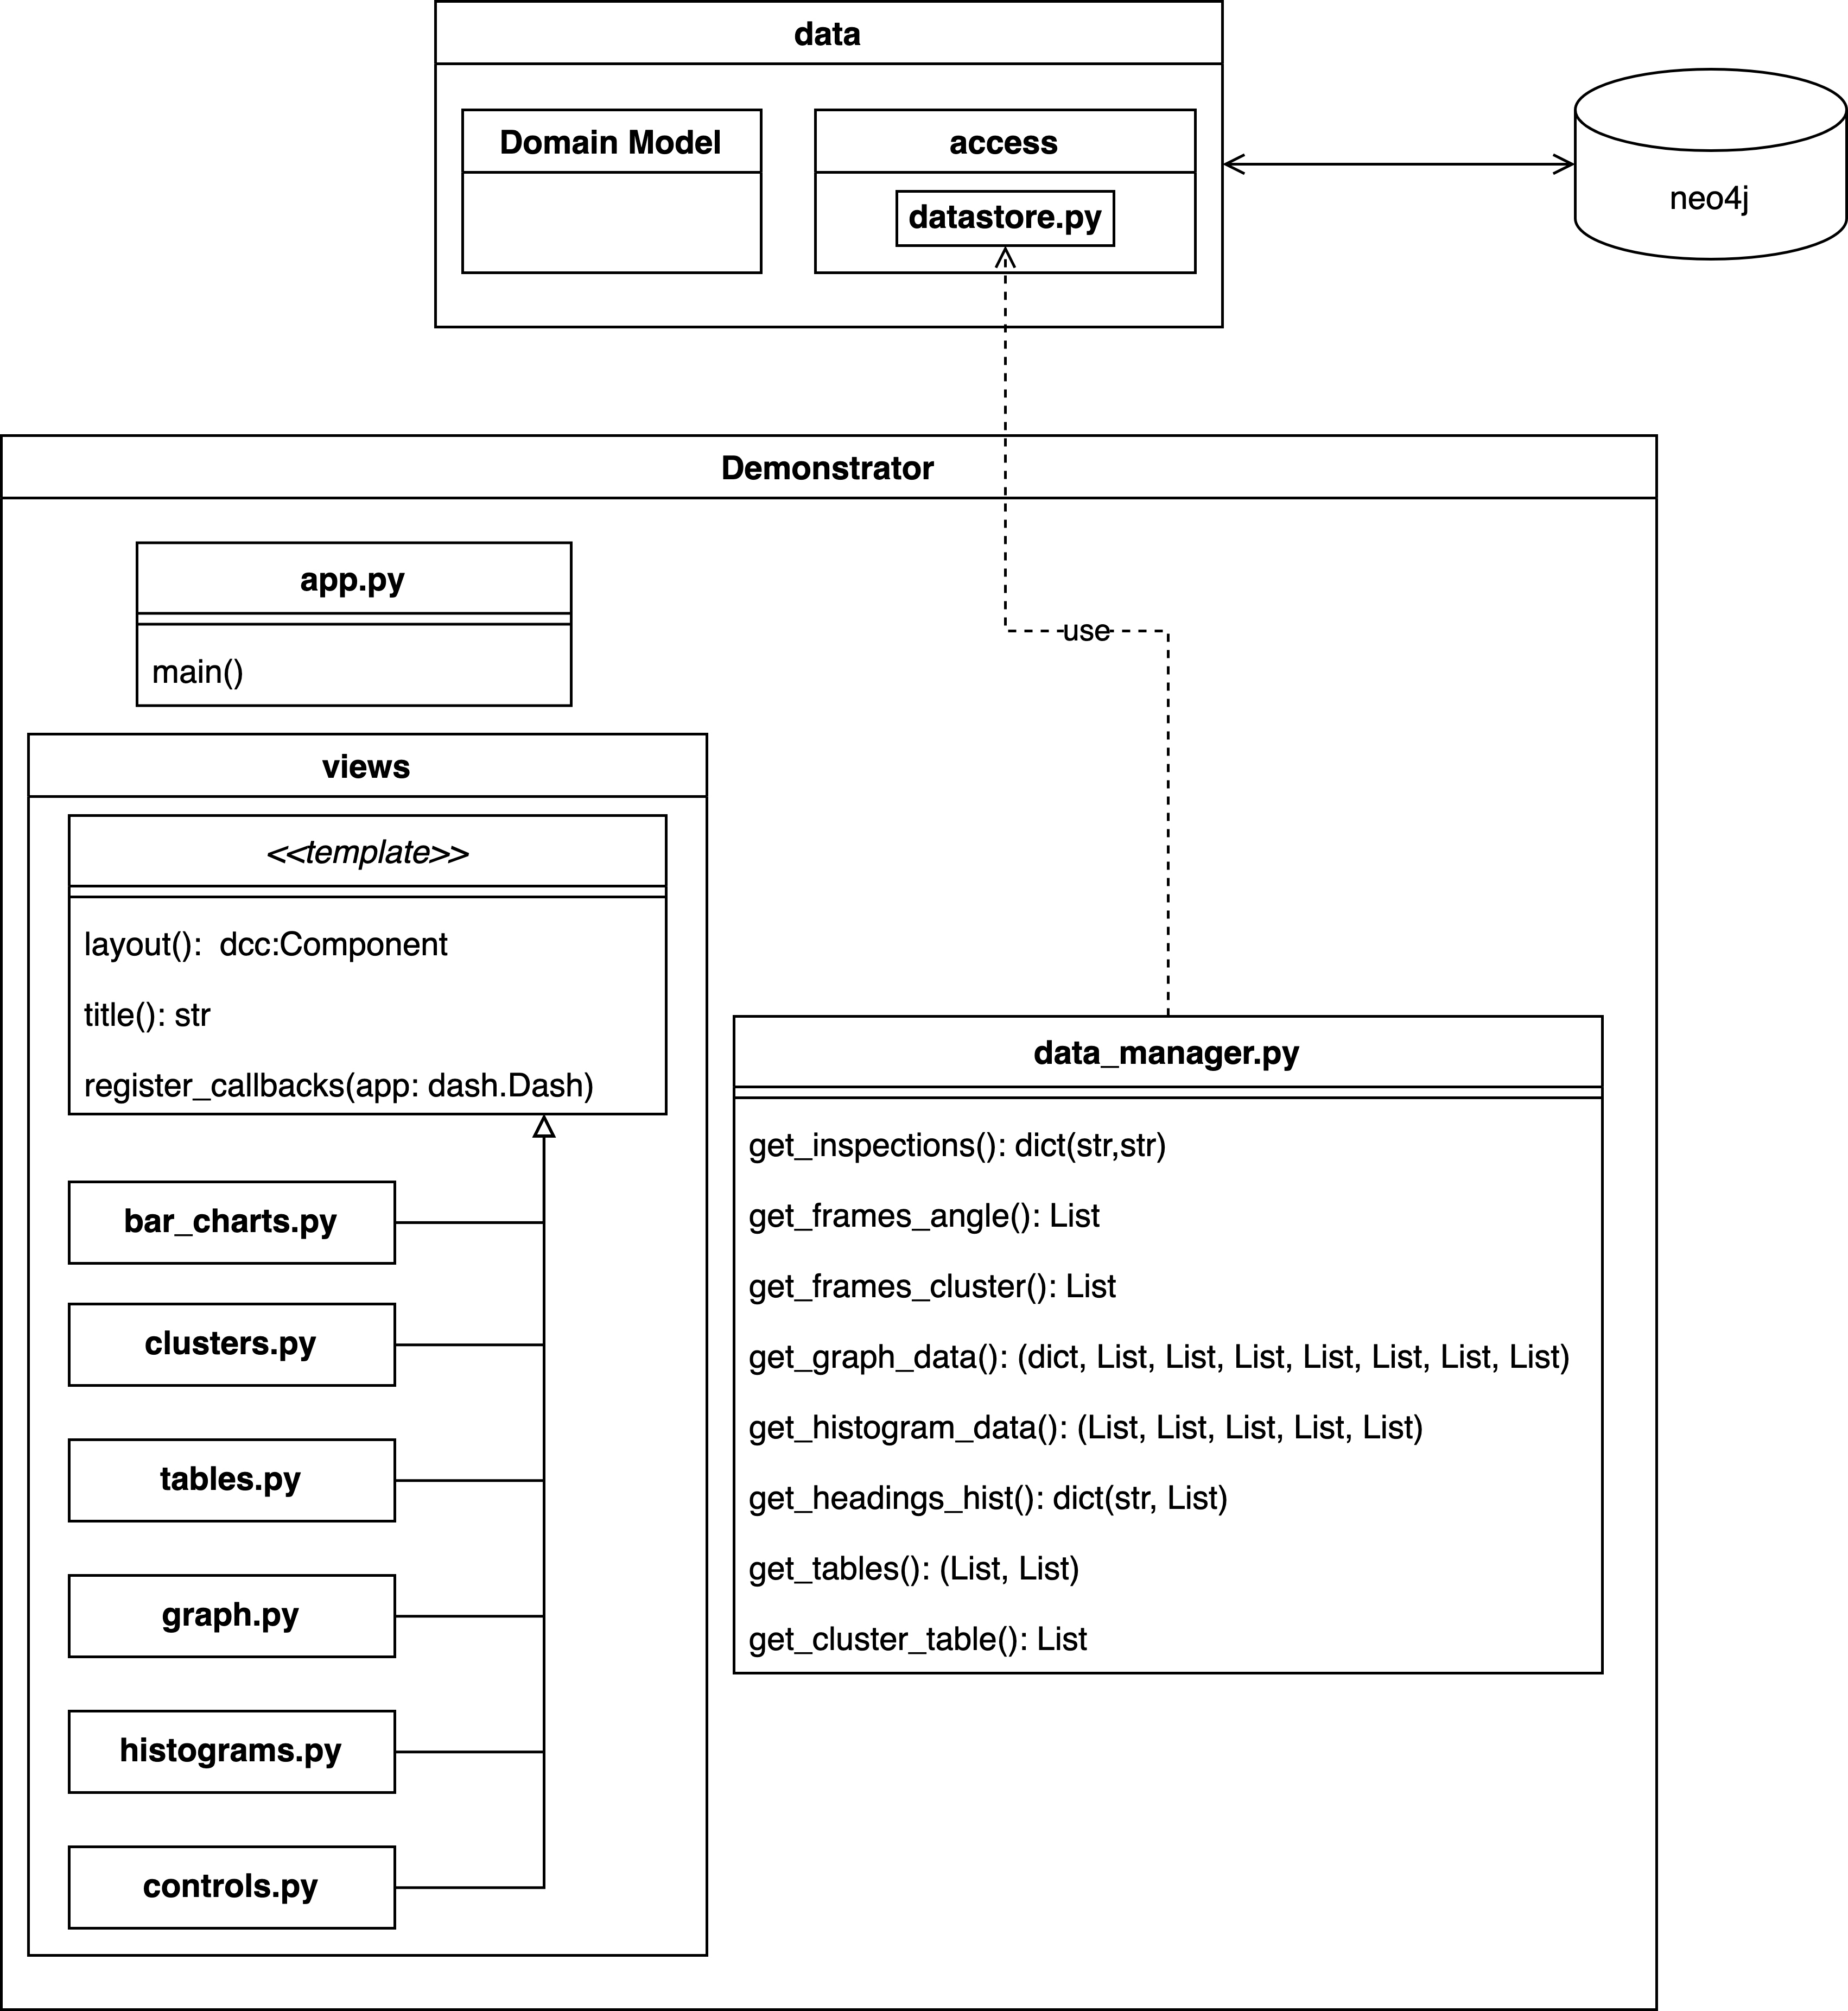 data
Domain Model
access
datastore.py
neo4j
Demonstrator
app.py
main()
use
views
<<template>>
layout():  dcc:Component
title(): str
register_callbacks(app: dash.Dash)
bar_charts.py
clusters.py
tables.py
graph.py
histograms.py
controls.py
data_manager.py
get_inspections(): dict(str,str)
get_frames_angle(): List
get_frames_cluster(): List
get_graph_data(): (dict, List, List, List, List, List, List, List)
get_histogram_data(): (List, List, List, List, List)
get_headings_hist(): dict(str, List)
get_tables(): (List, List)
get_cluster_table(): List